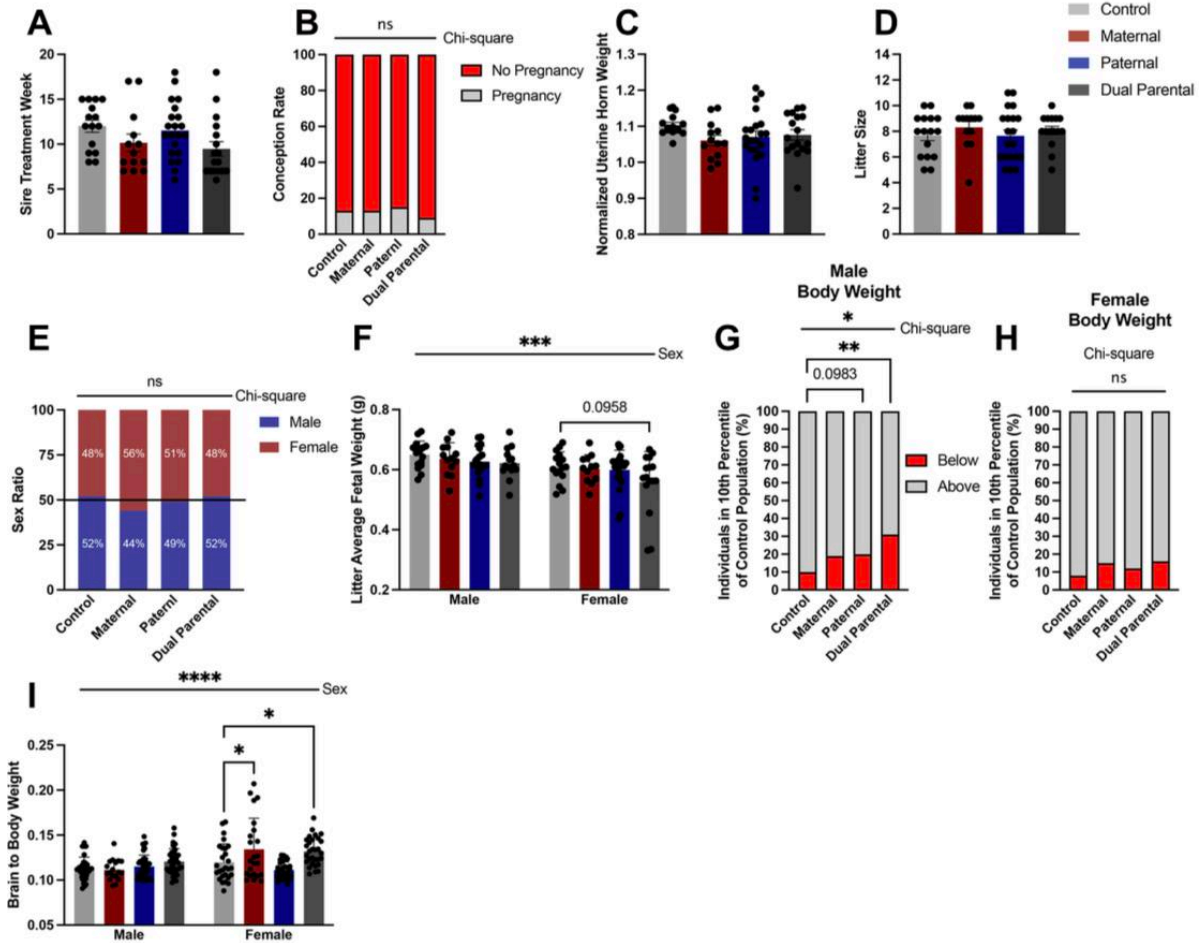 A
Sire Treatment Week
20
15
10
5
0
B
ns
Chi-square
Conception Rate
100
80
60
40
20
0
Control
Maternal
Paternl
Dual Parental
No Pregnancy
Pregnancy
C
Normalized Uterine Horn Weight
1.3
1.2
1.1
1.0
0.9
0.8
D
Litter Size
14
12
10
8
6
4
2
0
Control
Maternal
Paternal
Dual Parental
E
ns
Chi-square
Sex Ratio
100
75
50
25
0
48%
56%
51%
48%
52%
44%
49%
52%
Control
Maternal
Paternl
Dual Parental
Male
Female
F
***
Sex
0.0958
Litter Average Fetal Weight (g)
0.8
0.6
0.4
0.2
Male
Female
G
Male
Body Weight
*
Chi-square
**
0.0983
Individuals in 10th Percentile
of Control Population (%)
100
90
80
70
60
50
40
30
20
10
0
Control
Maternal
Paternal
Dual Parental
Below
Above
H
Female
Body Weight
Chi-square
ns
Individuals in 10th Percentile
of Control Population (%)
100
90
80
70
60
50
40
30
20
10
0
Control
Maternal
Paternal
Dual Parental
I
****
Sex
*
*
Brain to Body Weight
0.25
0.20
0.15
0.10
0.05
Male
Female